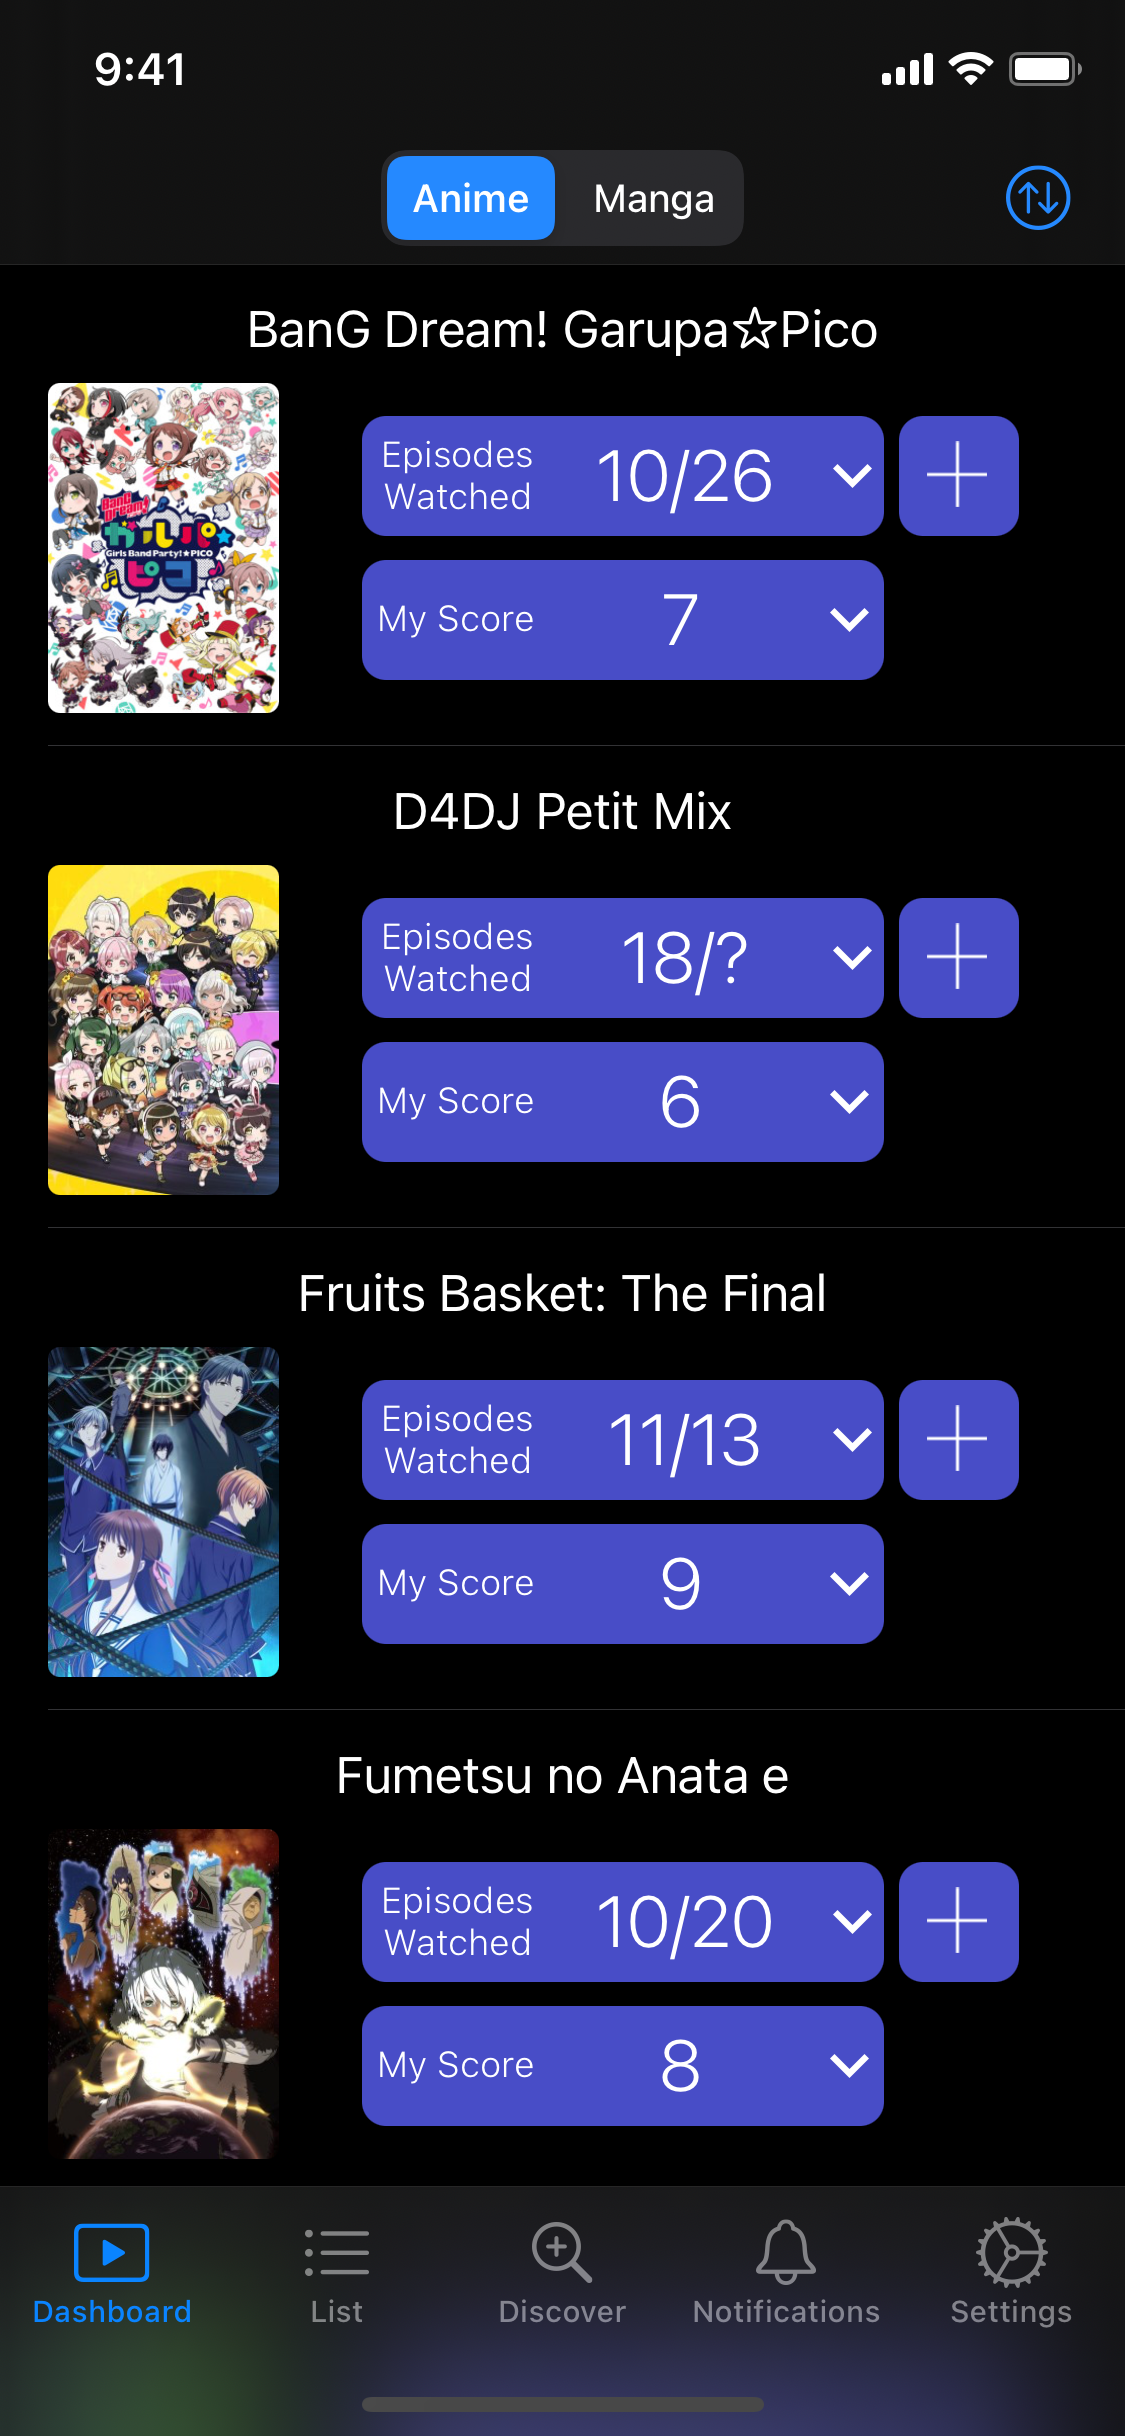 9:41
Anime
Manga
BanG Dream! Garupa☆Pico
BanG
Dream!
ガルパ★
Girls Band Party!★PICO
ピコ
Episodes
Watched
10/26
My Score
7
D4DJ Petit Mix
Episodes
Watched
18/?
My Score
6
Fruits Basket: The Final
Episodes
Watched
11/13
My Score
9
Fumetsu no Anata e
Episodes
Watched
10/20
My Score
8
Dashboard
List
Discover
Notifications
Settings